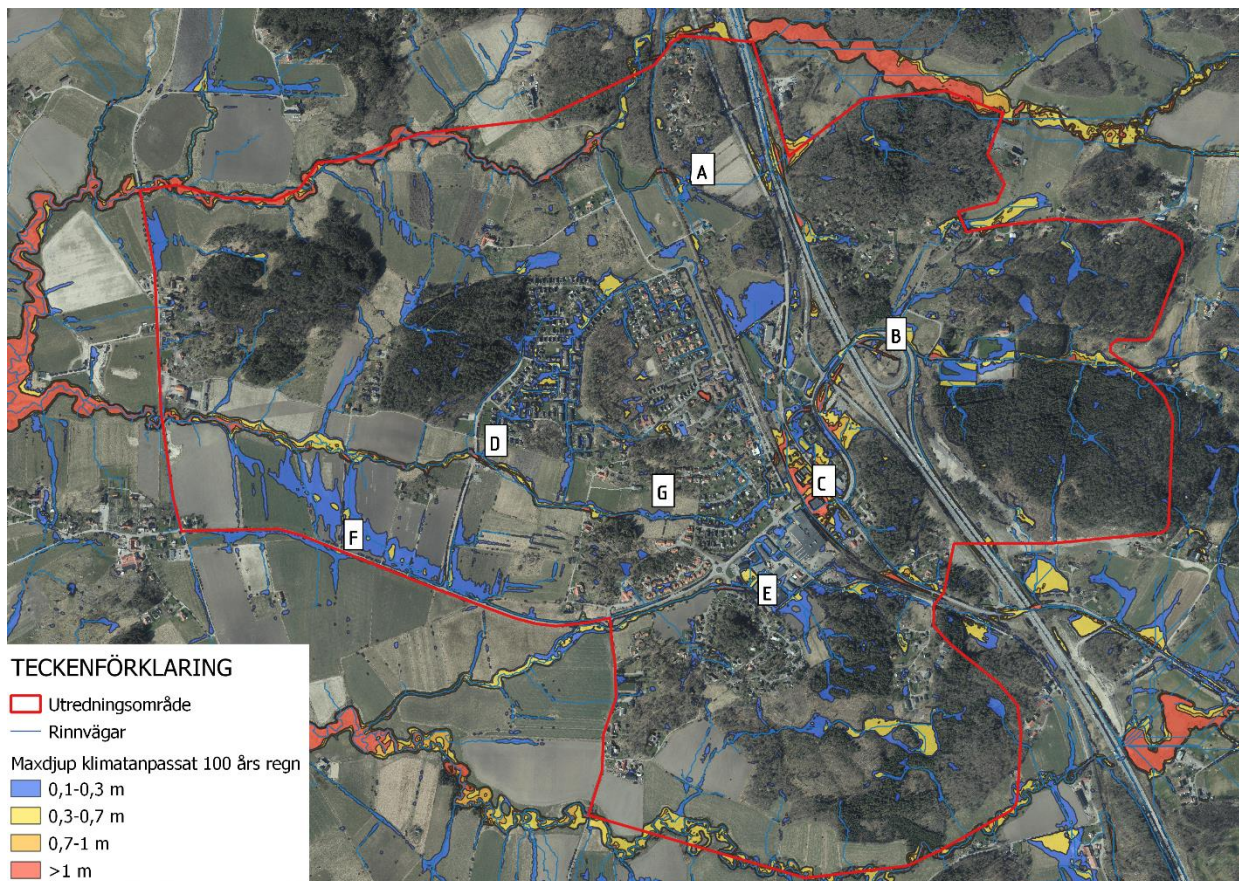 A
B
D
G
C
F
E
TECKENFÖRKLARING
Utredningsområde
Rinnvägar
Maxdjup klimatanpassat 100 års regn
0,1-0,3 m
0,3-0,7 m
0,7-1 m
>1 m